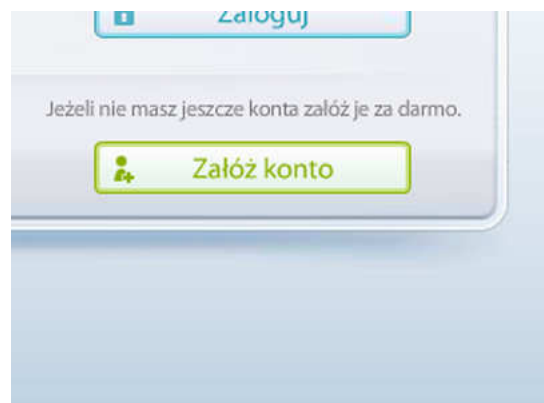 Zaloguj
Jeżeli nie masz jeszcze konta załóż je za darmo.
Załóż konto